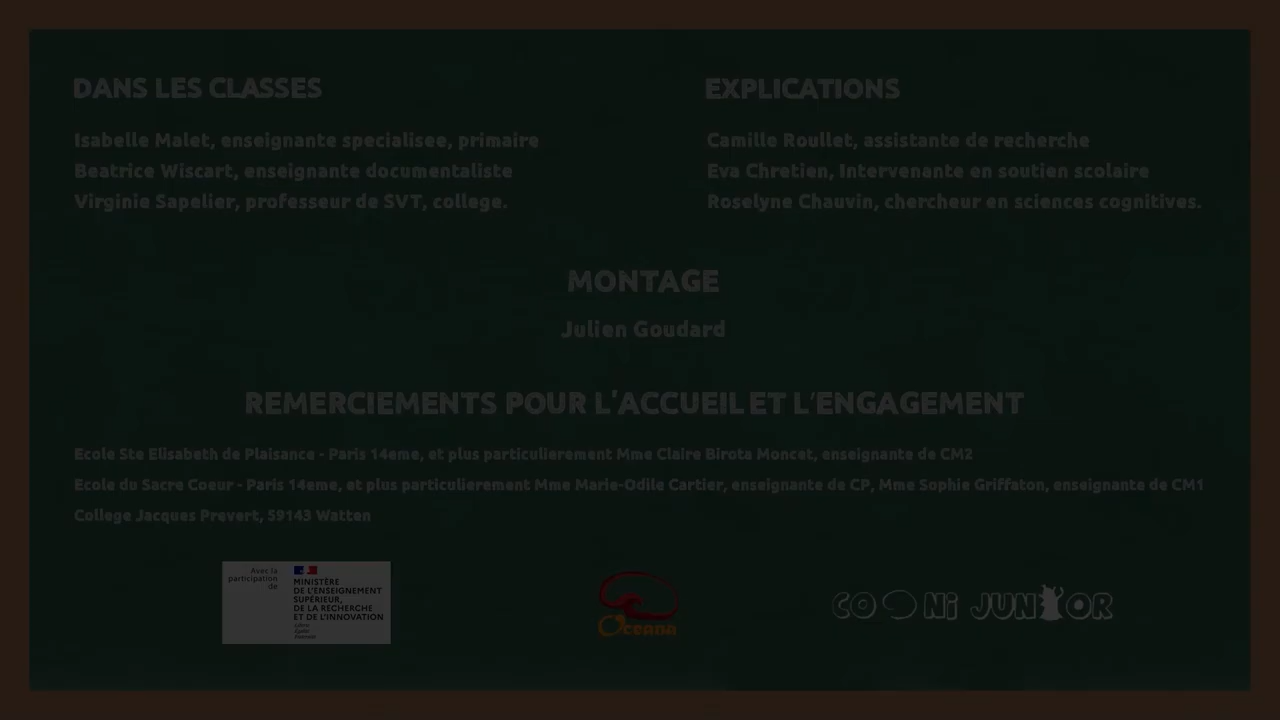 DANS LES CLASSES
Isabelle Malet, enseignante specialisee, primaire
Beatrice Wiscart, enseignante documentaliste
Virginie Sapelier, professeur de SVT, college.
EXPLICATIONS
Camille Roullet, assistante de recherche
Eva Chretien, Intervenante en soutien scolaire
Roselyne Chauvin, chercheur en sciences cognitives.
MONTAGE
Julien Goudard
REMERCIEMENTS POUR L'ACCUEIL ET L'ENGAGEMENT
Ecole Ste Elisabeth de Plaisance - Paris 14eme, et plus particulierement Mme Claire Birota Moncet, enseignante de CM2
Ecole du Sacre Coeur - Paris 14eme, et plus particulierement Mme Marie-Odile Cartier, enseignante de CP, Mme Sophie Griffaton, enseignante de CM1
College Jacques Prevert, 59143 Watten
Avec la
participation
de
MINISTÈRE
DE L'ENSEIGNEMENT
SUPÉRIEUR,
DE LA RECHERCHE
ET DE L'INNOVATION
Liberté
Égalité
Fraternité
OCEANA
COGNI JUNIOR